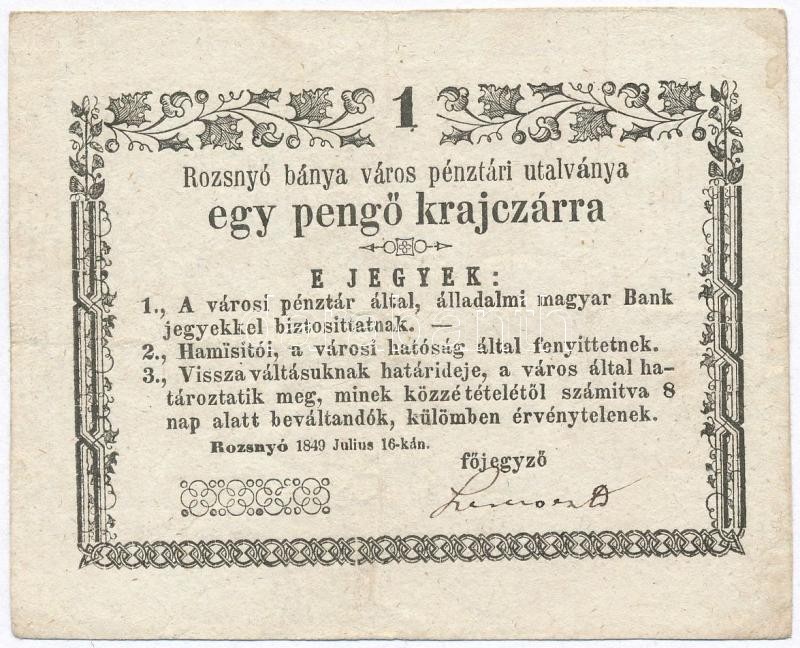 1
Rozsnyó bánya város pénztári utalványa
egy pengő krajczárra
E JEGYEK:
1., A városi pénztár által, álladalmi magyar Bank
jegyekkel biztosittatnak. —
2., Hamïsitói, a városi hatóság által fenyittetnek.
3., Vissza váltásuknak határideje, a város által ha-
tároztatik meg, minek közzé tételétől számitva 8
nap alatt beváltandók, külömben érvénytelenek.
Rozsnyó 1849 Julius 16-kán.
főjegyző